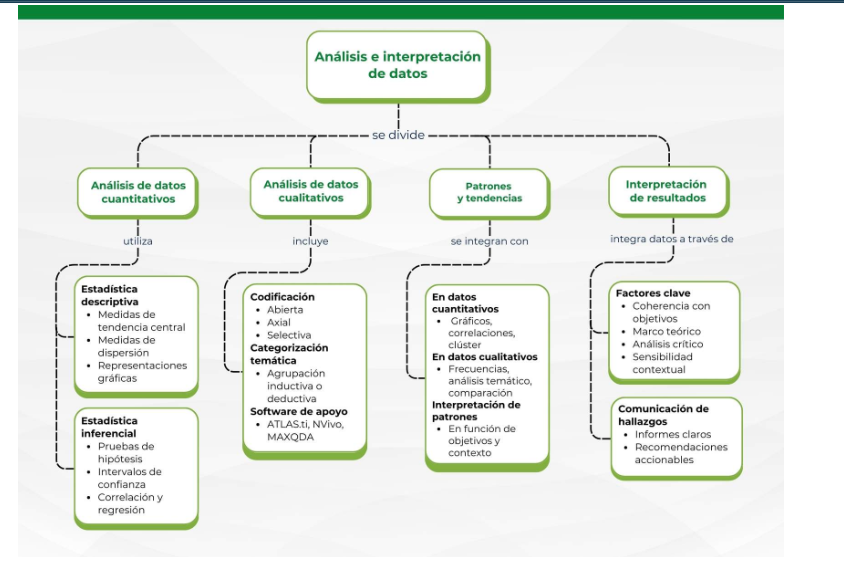 Análisis e interpretación
de datos
se divide
Análisis de datos
cuantitativos
utiliza
Estadística
descriptiva
• Medidas de
tendencia central
• Medidas de
dispersión
• Representaciones
gráficas
Estadística
inferencial
• Pruebas de
hipótesis
• Intervalos de
confianza
• Correlación y
regresión
Análisis de datos
cualitativos
incluye
Codificación
• Abierta
• Axial
• Selectiva
Categorización
temática
• Agrupación
inductiva o
deductiva
Software de apoyo
• ATLAS.ti, NVivo,
MAXQDA
Patrones
y tendencias
se integran con
En datos
cuantitativos
• Gráficos,
correlaciones,
clúster
En datos cualitativos
• Frecuencias,
análisis temático,
comparación
Interpretación de
patrones
• En función de
objetivos y
contexto
Interpretación
de resultados
integra datos a través de
Factores clave
• Coherencia con
objetivos
• Marco teórico
• Análisis crítico
• Sensibilidad
contextual
Comunicación de
hallazgos
• Informes claros
• Recomendaciones
accionables